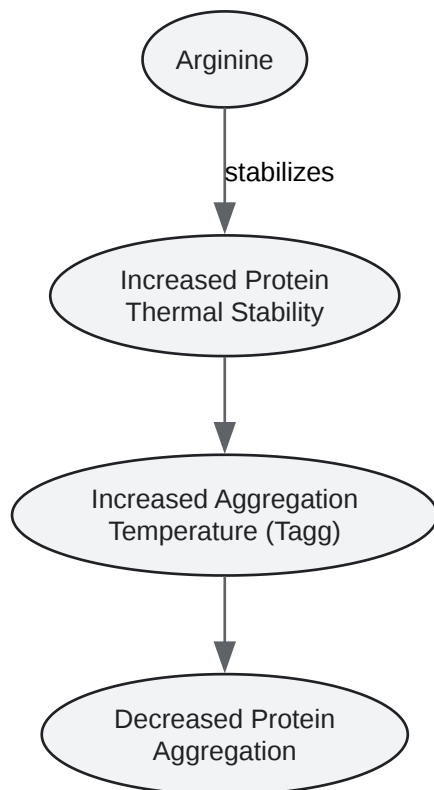 Arginine
stabilizes
Increased Protein
Thermal Stability
Increased Aggregation
Temperature (Tagg)
Decreased Protein
Aggregation